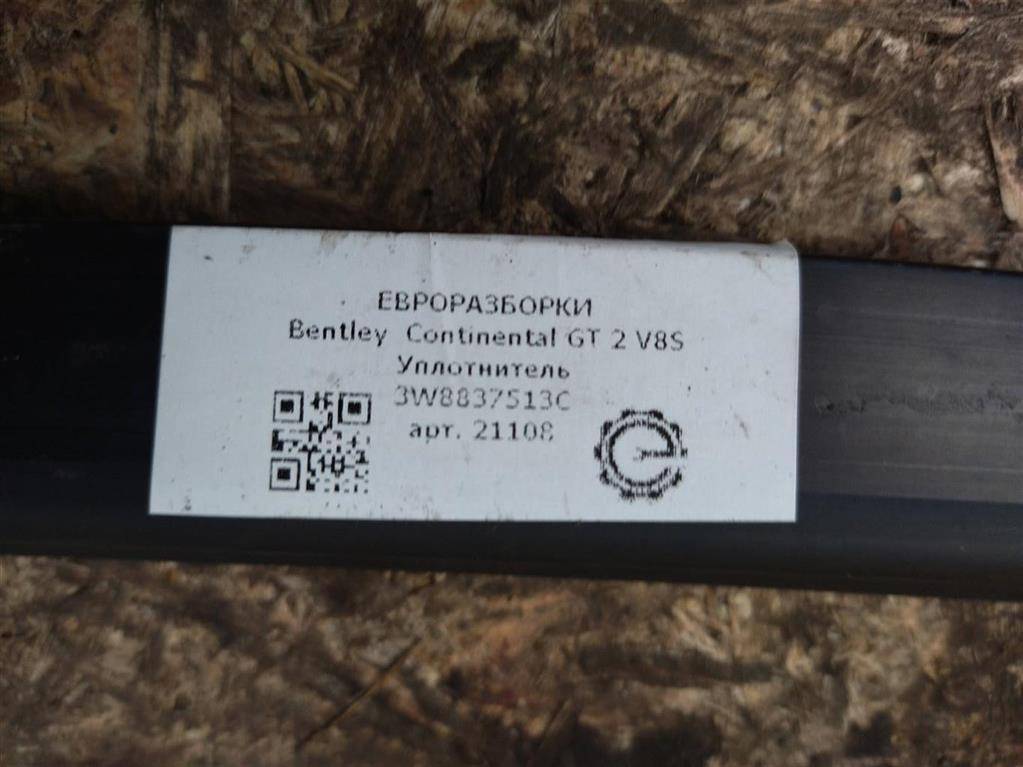 ЕВРОРАЗБОРКИ
Bentley Continental GT 2 V8S
Уплотнитель
3W8837513C
арт. 21108